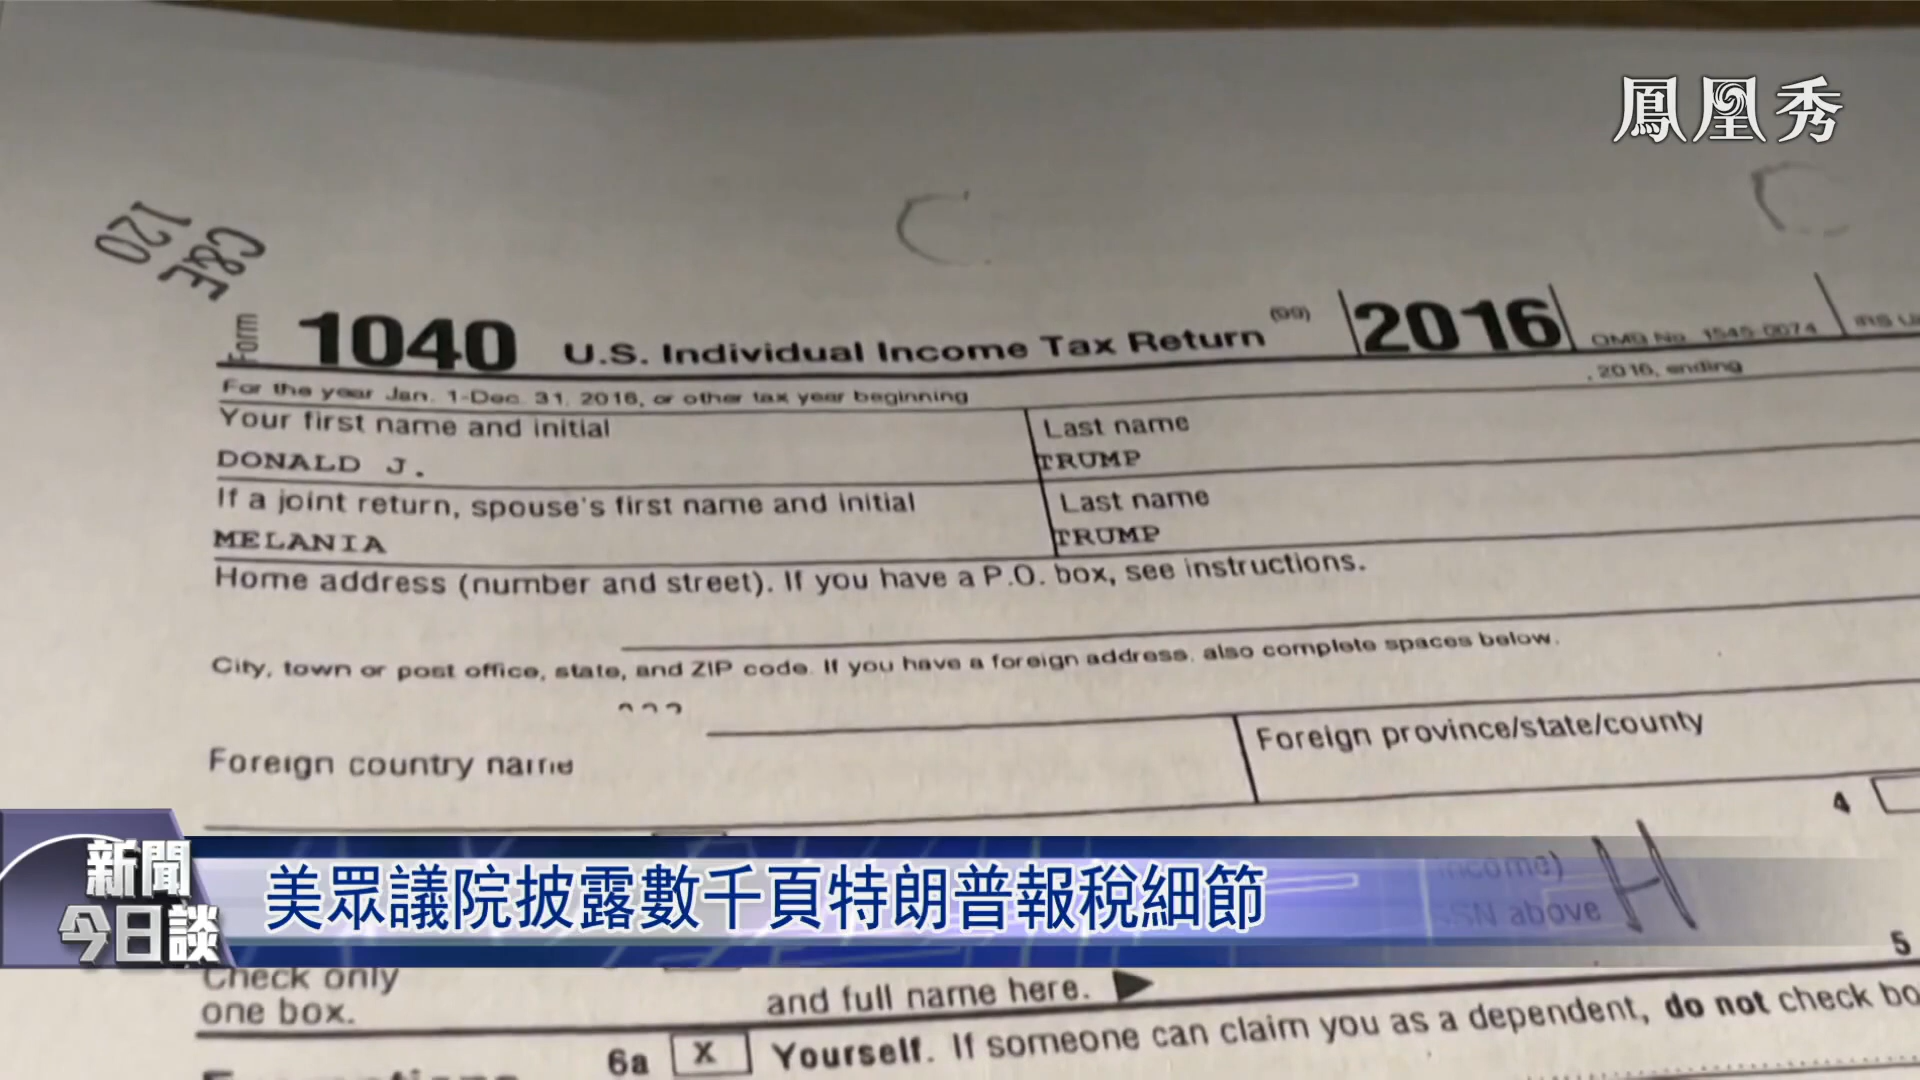 鳳凰秀
C&E
120
Form 1040 U.S. Individual Income Tax Return (99) 2016 OMB No. 1545-0074
For the year Jan. 1-Dec. 31, 2016, or other tax year beginning , 2016, ending
Your first name and initial Last name
DONALD J. TRUMP
If a joint return, spouse's first name and initial Last name
MELANIA TRUMP
Home address (number and street). If you have a P.O. box, see instructions.
City, town or post office, state, and ZIP code. If you have a foreign address, also complete spaces below.
Foreign country name Foreign province/state/county
4
income)
SSN above
H
新聞
今日談
美眾議院披露數千頁特朗普報稅細節
5
Check only
one box.
and full name here.
6a X Yourself. If someone can claim you as a dependent, do not check